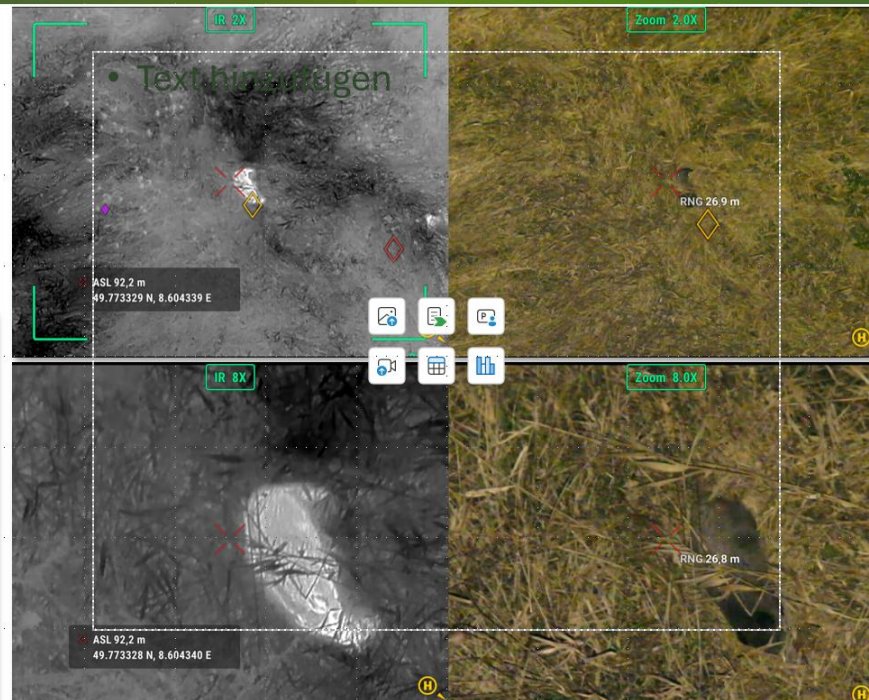 IR 2X
Zoom 2.0X
• Text hinzufügen
RNG 26,9 m
ASL 92,2 m
49.773329 N, 8.604339 E
H
P
IR 8X
Zoom 8.0X
RNG 26,8 m
ASL 92,2 m
49.773328 N, 8.604340 E
H
H